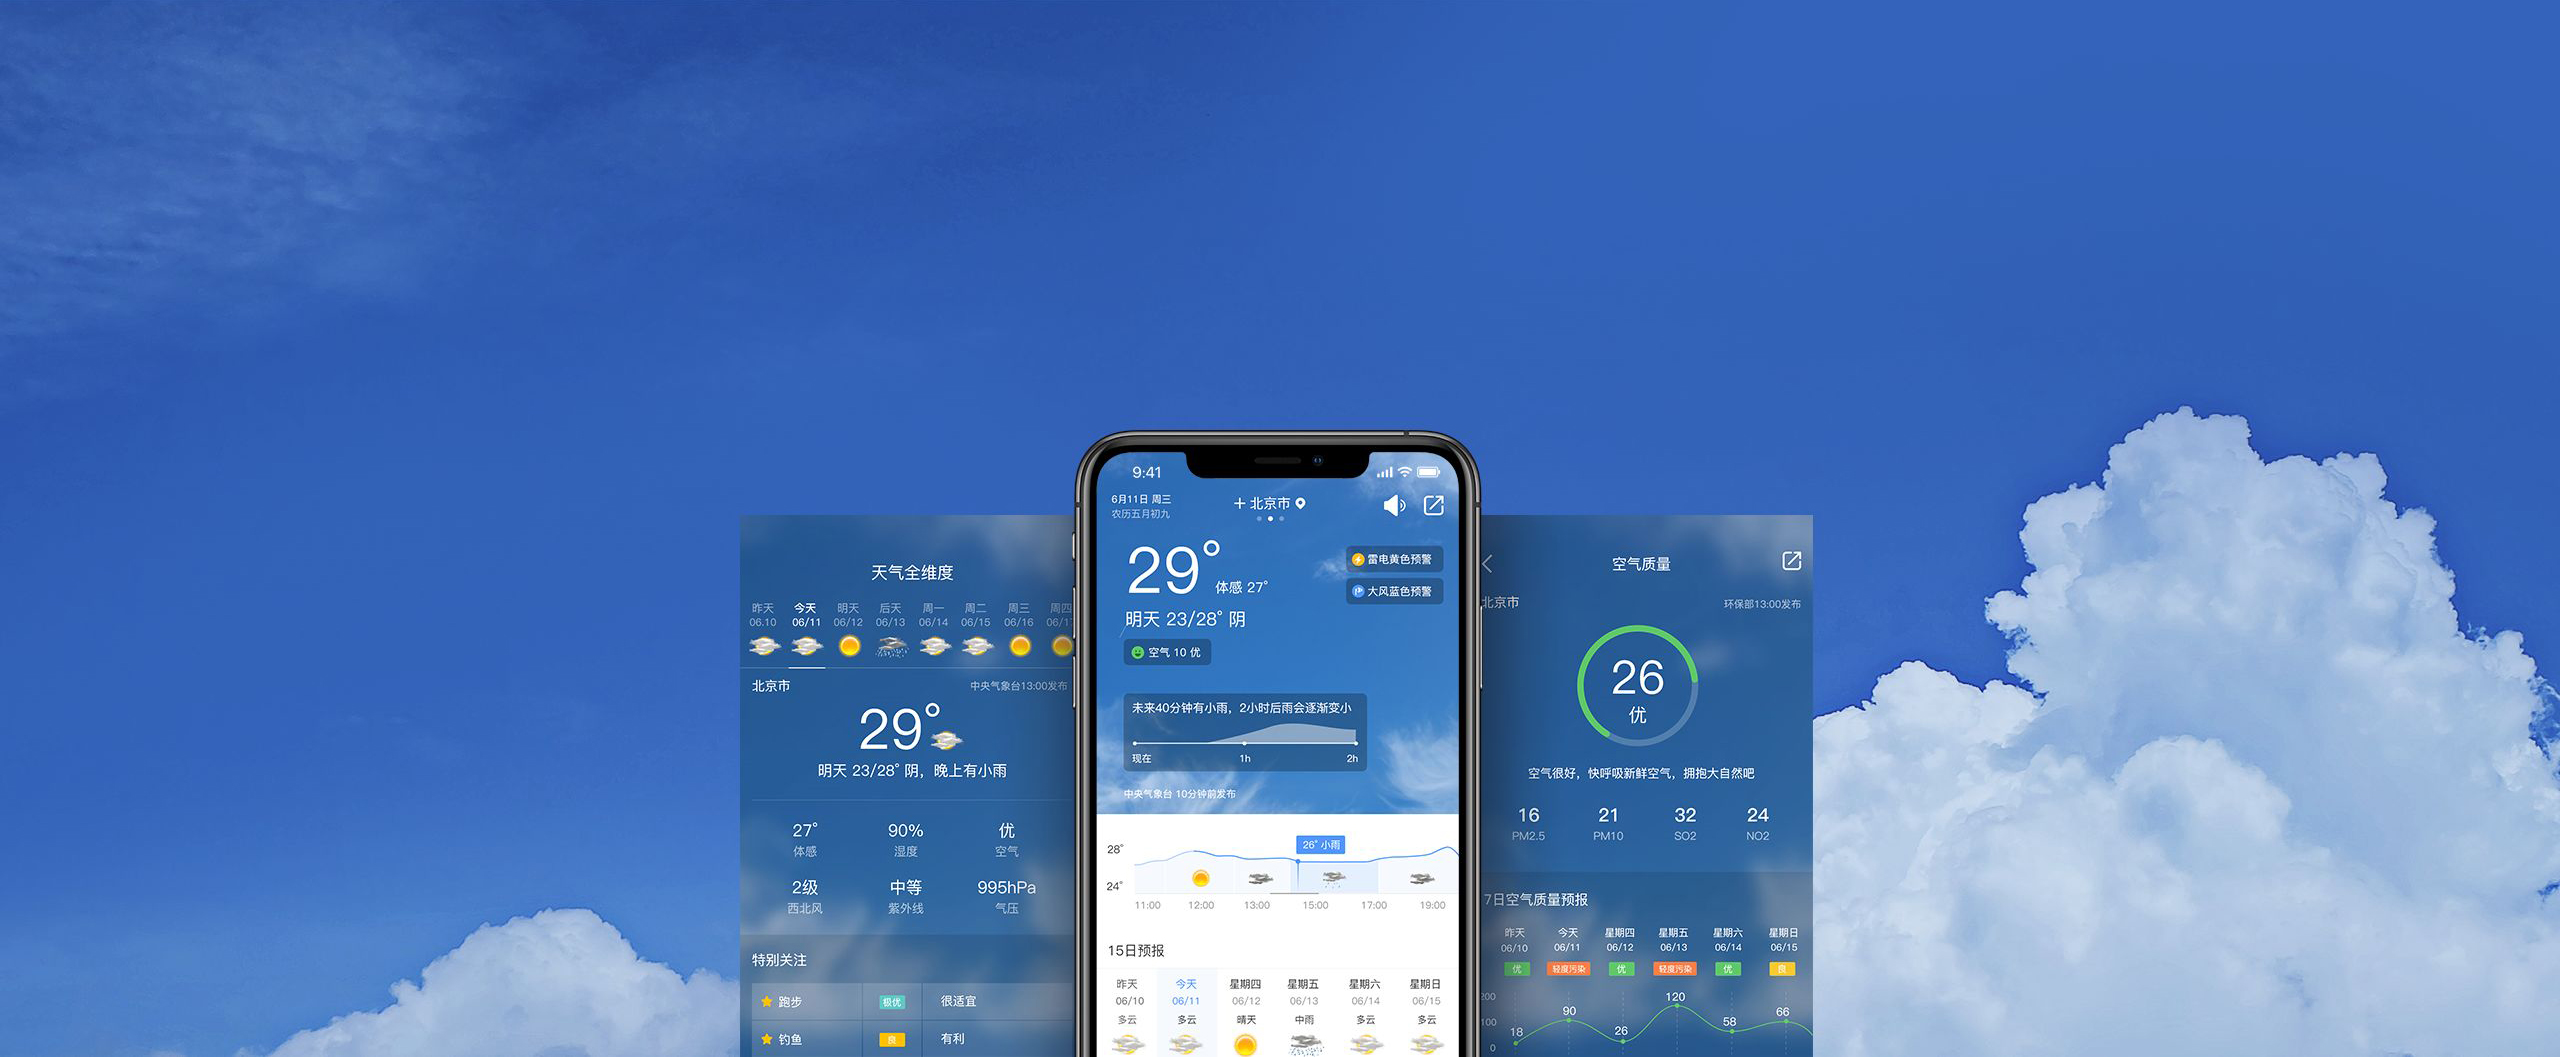 天气全维度
昨天 今天 明天 后天 周一 周二 周三 周四
06.10 06/11 06/12 06/13 06/14 06/15 06/16
北京市 中央气象台13:00发布
29°
明天 23/28° 阴，晚上有小雨
27° 90% 优
体感 湿度 空气
2级 中等 995hPa
西北风 紫外线 气压
特别关注
跑步 极优 很适宜
钓鱼 良 有利
9:41
6月11日 周三
农历五月初九
+ 北京市
29°
体感 27°
雷电黄色预警
大风蓝色预警
明天 23/28° 阴
空气 10 优
未来40分钟有小雨，2小时后雨会逐渐变小
现在 1h 2h
中央气象台 10分钟前发布
26° 小雨
28°
24°
11:00 12:00 13:00 15:00 17:00 19:00
15日预报
昨天 今天 星期四 星期五 星期六 星期日
06/10 06/11 06/12 06/13 06/14 06/15
多云 多云 晴天 中雨 多云 多云
空气质量
北京市 环保部13:00发布
26
优
空气很好，快呼吸新鲜空气，拥抱大自然吧
16 21 32 24
PM2.5 PM10 SO2 NO2
7日空气质量预报
昨天 今天 星期四 星期五 星期六 星期日
06/10 06/11 06/12 06/13 06/14 06/15
优 轻度污染 优 轻度污染 优 良
200
100
0
18 90 26 120 58 66